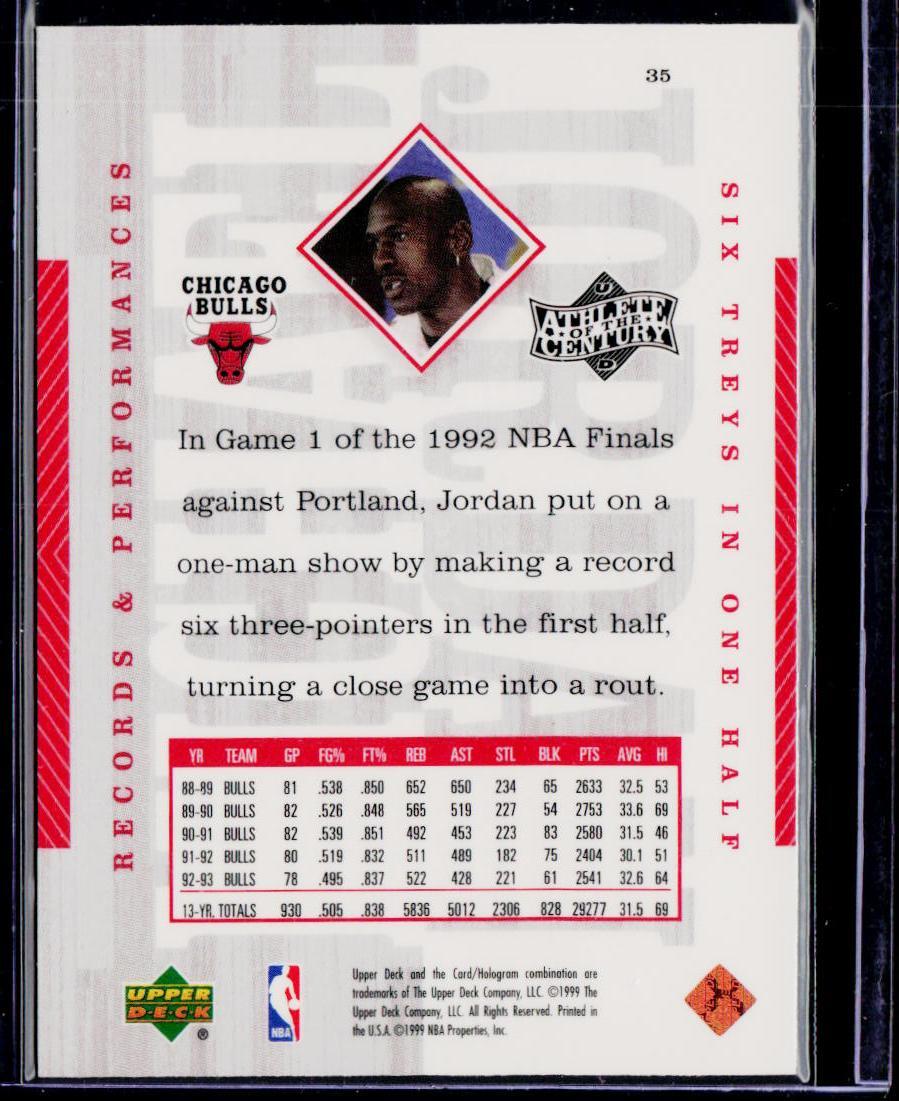 35
RECORDS & PERFORMANCES
SIX TREYS IN ONE HALF
CHICAGO
BULLS
U
ATHLETE
OF THE
CENTURY
D
In Game 1 of the 1992 NBA Finals
against Portland, Jordan put on a
one-man show by making a record
six three-pointers in the first half,
turning a close game into a rout.
YR TEAM GP FG% FT% REB AST STL BLK PTS AVG HI
88-89 BULLS 81 .538 .850 652 650 234 65 2633 32.5 53
89-90 BULLS 82 .526 .848 565 519 227 54 2753 33.6 69
90-91 BULLS 82 .539 .851 492 453 223 83 2580 31.5 46
91-92 BULLS 80 .519 .832 511 489 182 75 2404 30.1 51
92-93 BULLS 78 .495 .837 522 428 221 61 2541 32.6 64
13-YR. TOTALS 930 .505 .838 5836 5012 2306 828 29277 31.5 69
UPPER
D·E·C·K
®
NBA
Upper Deck and the Card/Hologram combination are
trademarks of The Upper Deck Company, LLC. ©1999 The
Upper Deck Company, LLC. All Rights Reserved. Printed in
the U.S.A. ©1999 NBA Properties, Inc.